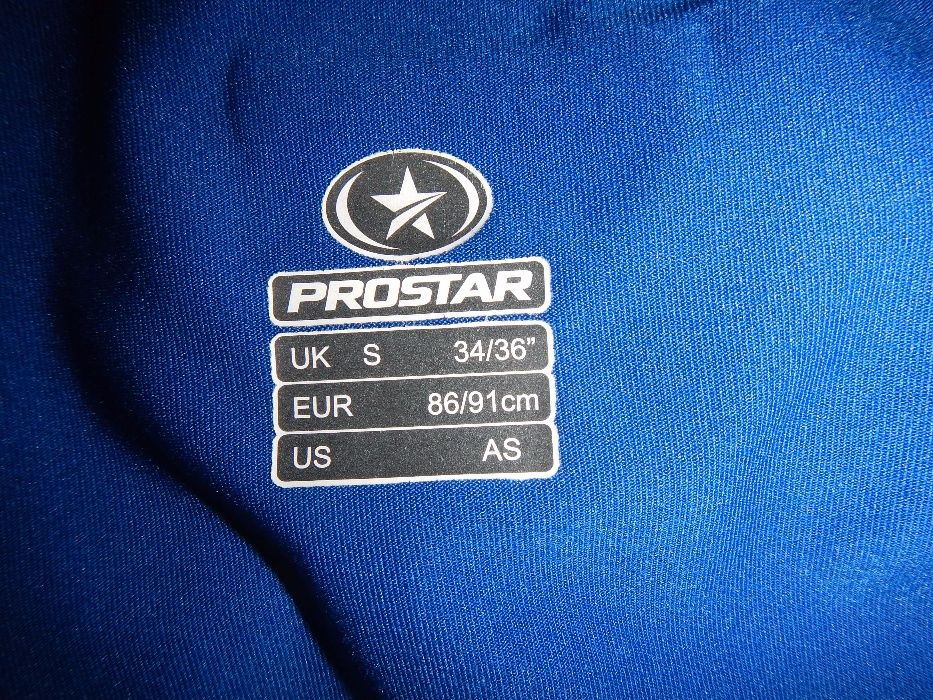 PROSTAR
UK S 34/36”
EUR 86/91cm
US AS